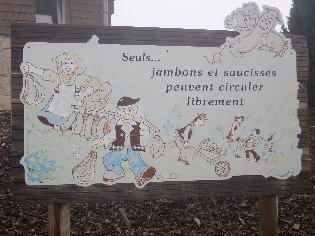 Seuls...
jambons et saucisses
peuvent circuler
librement